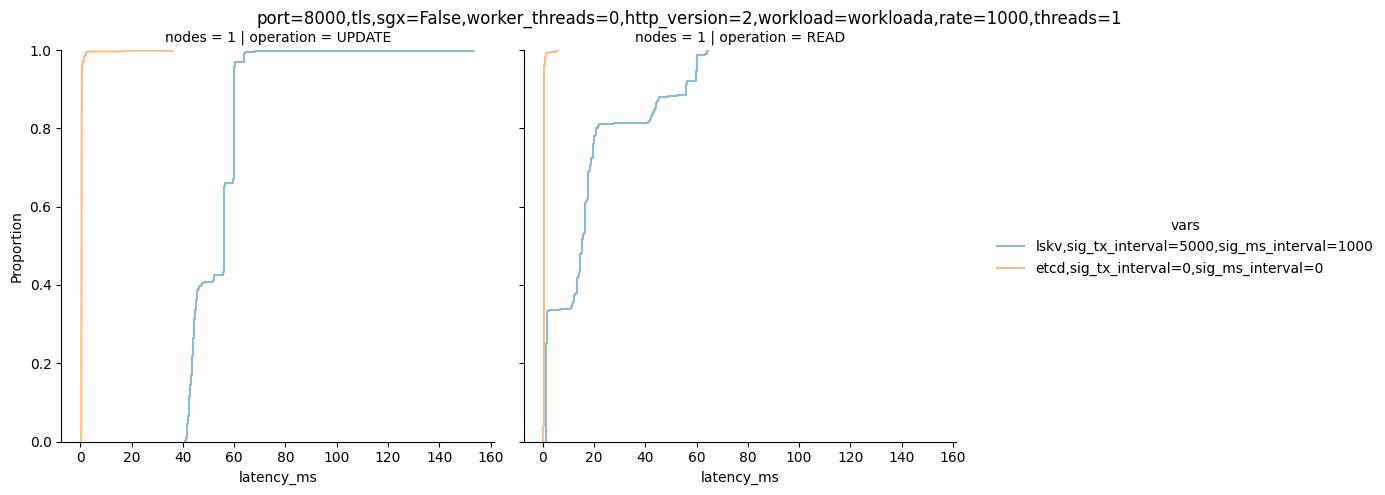 port=8000,tls,sgx=False,worker_threads=0,http_version=2,workload=workloada,rate=1000,threads=1
nodes = 1 | operation = UPDATE
nodes = 1 | operation = READ
1.0
0.8
0.6
0.4
0.2
0.0
Proportion
0 20 40 60 80 100 120 140 160
latency_ms
0 20 40 60 80 100 120 140 160
latency_ms
vars
lskv,sig_tx_interval=5000,sig_ms_interval=1000
etcd,sig_tx_interval=0,sig_ms_interval=0